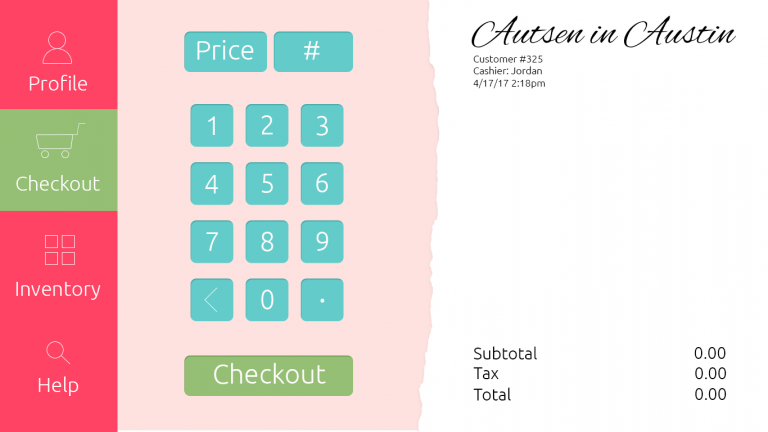 Profile
Checkout
Inventory
Help
Price #
1 2 3
4 5 6
7 8 9
0 .
Checkout
Autsen in Austin
Customer #325
Cashier: Jordan
4/17/17 2:18pm
Subtotal 0.00
Tax 0.00
Total 0.00